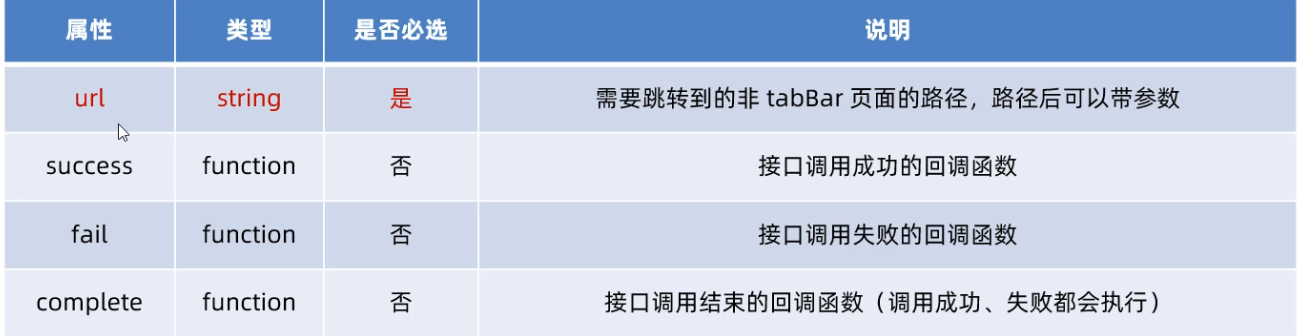 属性 类型 是否必选 说明
url string 是 需要跳转到的非 tabBar 页面的路径，路径后可以带参数
success function 否 接口调用成功的回调函数
fail function 否 接口调用失败的回调函数
complete function 否 接口调用结束的回调函数（调用成功、失败都会执行）